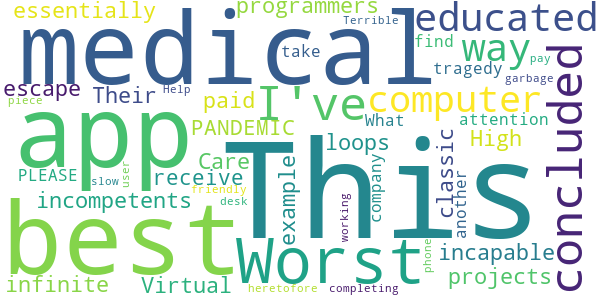 essentially
programmers
Terrible
educated
medical
way
find
take
escape
Their
Help
tragedy
garbage
pay
piece
paid
I've
computer
concluded
app
PANDEMIC
What
attention
This
loops
High
classic
PLEASE
slow
user
Care
receive
example
company
another
friendly
desk
working
best
incompetents
Worst
incapable
phone
projects
infinite
Virtual
heretofore
completing